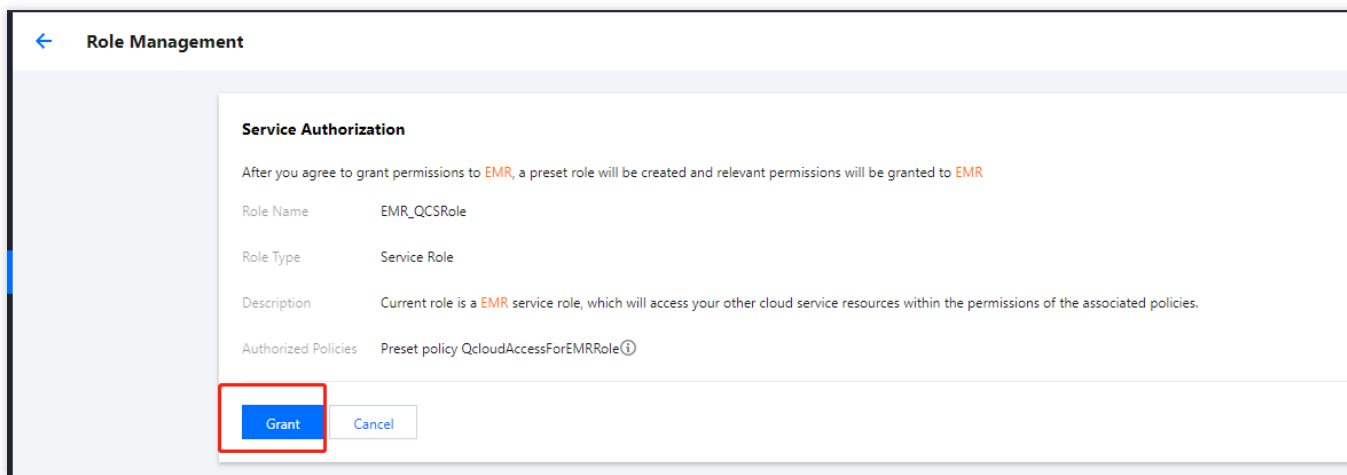 Role Management
Service Authorization
After you agree to grant permissions to EMR, a preset role will be created and relevant permissions will be granted to EMR
Role Name EMR_QCSRole
Role Type Service Role
Description Current role is a EMR service role, which will access your other cloud service resources within the permissions of the associated policies.
Authorized Policies Preset policy QcloudAccessForEMRRole
Grant Cancel